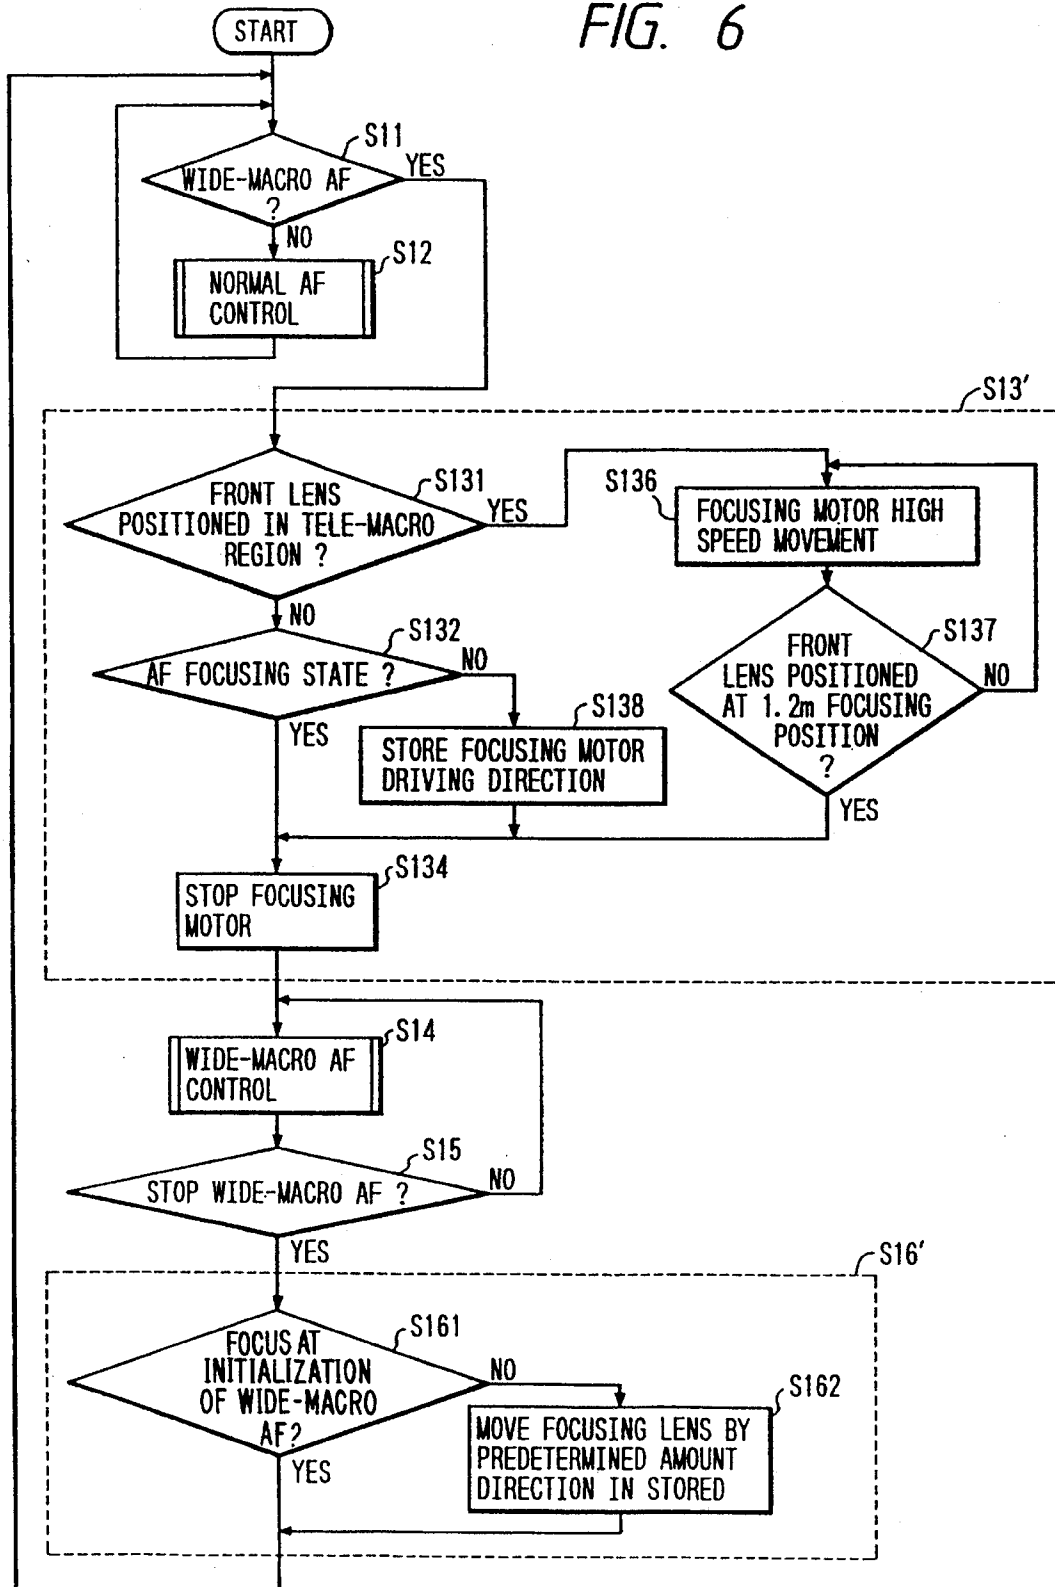 FIG. 6
START
S11
WIDE-MACRO AF
?
YES
NO
S12
NORMAL AF
CONTROL
S13'
S131
FRONT LENS
POSITIONED IN TELE-MACRO
REGION ?
YES
NO
S136
FOCUSING MOTOR HIGH
SPEED MOVEMENT
S132
AF FOCUSING STATE ?
NO
YES
S137
FRONT
LENS POSITIONED
AT 1.2m FOCUSING
POSITION
?
NO
YES
S138
STORE FOCUSING MOTOR
DRIVING DIRECTION
S134
STOP FOCUSING
MOTOR
S14
WIDE-MACRO AF
CONTROL
S15
STOP WIDE-MACRO AF ?
NO
YES
S16'
S161
FOCUS AT
INITIALIZATION
OF WIDE-MACRO
AF?
NO
YES
S162
MOVE FOCUSING LENS BY
PREDETERMINED AMOUNT
DIRECTION IN STORED